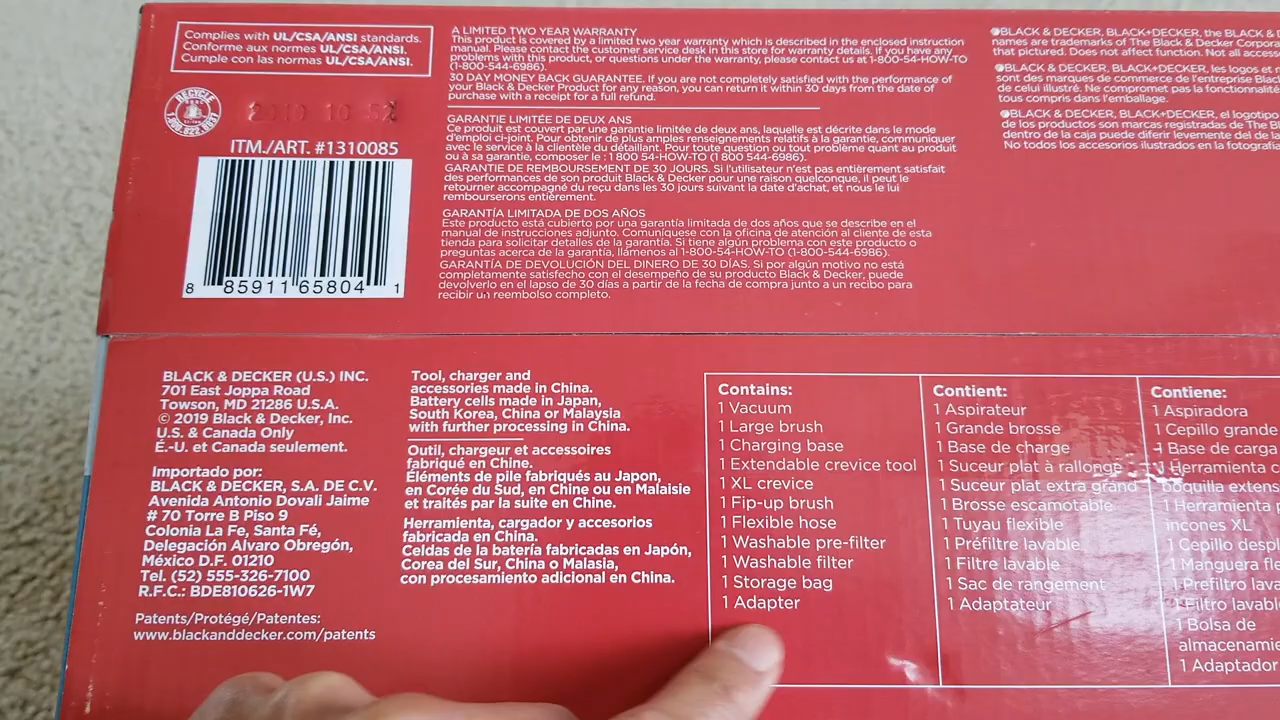 Complies with UL/CSA/ANSI standards.
Conforme aux normes UL/CSA/ANSI.
Cumple con las normas UL/CSA/ANSI.
RECYCLE
1.800.822.8837
2019 10 52
ITM./ART. #1310085
8 85911 65804 1
A LIMITED TWO YEAR WARRANTY
This product is covered by a limited two year warranty which is described in the enclosed instruction
manual. Please contact the customer service desk in this store for warranty details. If you have any
problems with this product, or questions under the warranty, please contact us at 1-800-54-HOW-TO
(1-800-544-6986).
30 DAY MONEY BACK GUARANTEE. If you are not completely satisfied with the performance of
your Black & Decker Product for any reason, you can return it within 30 days from the date of
purchase with a receipt for a full refund.
GARANTIE LIMITÉE DE DEUX ANS
Ce produit est couvert par une garantie limitée de deux ans, laquelle est décrite dans le mode
d'emploi ci-joint. Pour obtenir de plus amples renseignements relatifs à la garantie, communiquer
avec le service à la clientèle du détaillant. Pour toute question ou tout problème quant au produit
ou à sa garantie, composer le : 1 800 54-HOW-TO (1 800 544-6986).
GARANTIE DE REMBOURSEMENT DE 30 JOURS. Si l'utilisateur n'est pas entièrement satisfait
des performances de son produit Black & Decker pour une raison quelconque, il peut le
retourner accompagné du reçu dans les 30 jours suivant la date d'achat, et nous le lui
rembourserons entièrement.
GARANTÍA LIMITADA DE DOS AÑOS
Este producto está cubierto por una garantía limitada de dos años que se describe en el
manual de instrucciones adjunto. Comuníquese con la oficina de atención al cliente de esta
tienda para solicitar detalles de la garantía. Si tiene algún problema con este producto o
preguntas acerca de la garantía, llámenos al 1-800-54-HOW-TO (1-800-544-6986).
GARANTÍA DE DEVOLUCIÓN DEL DINERO DE 30 DÍAS. Si por algún motivo no está
completamente satisfecho con el desempeño de su producto Black & Decker, puede
devolverlo en el lapso de 30 días a partir de la fecha de compra junto a un recibo para
recibir un reembolso completo.
BLACK & DECKER, BLACK+DECKER, the BLACK &
names are trademarks of The Black & Decker Corpora
that pictured. Does not affect function. Not all access
BLACK & DECKER, BLACK+DECKER, les logos et
sont des marques de commerce de l'entreprise Blac
de celui illustré. Ne compromet pas la fonctionnalité
tous compris dans l'emballage.
BLACK & DECKER, BLACK+DECKER, el logotipo
de los productos son marcas registradas de The Bl
dentro de la caja puede diferir levemente del de
No todos los accesorios ilustrados en la fotografía
BLACK & DECKER (U.S.) INC.
701 East Joppa Road
Towson, MD 21286 U.S.A.
© 2019 Black & Decker, Inc.
U.S. & Canada Only
É.-U. et Canada seulement.
Importado por:
BLACK & DECKER, S.A. DE C.V.
Avenida Antonio Dovali Jaime
# 70 Torre B Piso 9
Colonia La Fe, Santa Fé,
Delegación Alvaro Obregón,
México D.F. 01210
Tel. (52) 555-326-7100
R.F.C.: BDE810626-1W7
Patents/Protégé/Patentes:
www.blackanddecker.com/patents
Tool, charger and
accessories made in China.
Battery cells made in Japan,
South Korea, China or Malaysia
with further processing in China.
Outil, chargeur et accessoires
fabriqué en Chine.
Éléments de pile fabriqués au Japon,
en Corée du Sud, en Chine ou en Malaisie
et traités par la suite en Chine.
Herramienta, cargador y accesorios
fabricada en China.
Celdas de la batería fabricadas en Japón,
Corea del Sur, China o Malasia,
con procesamiento adicional en China.
Contains:
1 Vacuum
1 Large brush
1 Charging base
1 Extendable crevice tool
1 XL crevice
1 Fip-up brush
1 Flexible hose
1 Washable pre-filter
1 Washable filter
1 Storage bag
1 Adapter
Contient:
1 Aspirateur
1 Grande brosse
1 Base de charge
1 Suceur plat à rallonge
1 Suceur plat extra grand
1 Brosse escamotable
1 Tuyau flexible
1 Préfiltre lavable
1 Filtre lavable
1 Sac de rangement
1 Adaptateur
Contiene:
1 Aspiradora
1 Cepillo grande
1 Base de carga
1 Herramienta
boquilla extens
1 Herramienta
incones XL
1 Cepillo despl
1 Manguera fle
1 Prefiltro lava
1 Filtro lavabl
1 Bolsa de
almacenamie
1 Adaptador